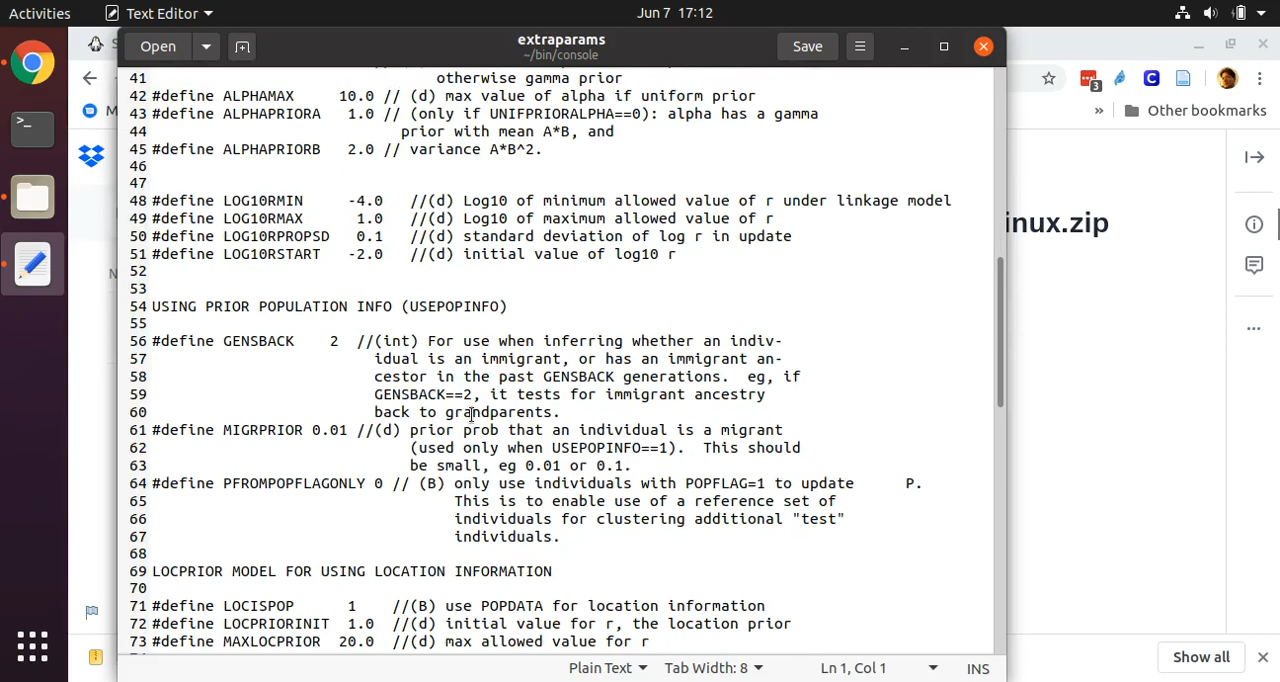 Activities
Text Editor
Jun 7 17:12
Open
extraparams
~/bin/console
Save
3
Other bookmarks
inux.zip
41 otherwise gamma prior
42 #define ALPHAMAX 10.0 // (d) max value of alpha if uniform prior
43 #define ALPHAPRIORA 1.0 // (only if UNIFPRIORALPHA==0): alpha has a gamma
44 prior with mean A*B, and
45 #define ALPHAPRIORB 2.0 // variance A*B^2.
46
47
48 #define LOG10RMIN -4.0 //(d) Log10 of minimum allowed value of r under linkage model
49 #define LOG10RMAX 1.0 //(d) Log10 of maximum allowed value of r
50 #define LOG10RPROPSD 0.1 //(d) standard deviation of log r in update
51 #define LOG10RSTART -2.0 //(d) initial value of log10 r
52
53
54 USING PRIOR POPULATION INFO (USEPOPINFO)
55
56 #define GENSBACK 2 //(int) For use when inferring whether an indiv-
57 idual is an immigrant, or has an immigrant an-
58 cestor in the past GENSBACK generations. eg, if
59 GENSBACK==2, it tests for immigrant ancestry
60 back to grandparents.
61 #define MIGRPRIOR 0.01 //(d) prior prob that an individual is a migrant
62 (used only when USEPOPINFO==1). This should
63 be small, eg 0.01 or 0.1.
64 #define PFROMPOPFLAGONLY 0 // (B) only use individuals with POPFLAG=1 to update P.
65 This is to enable use of a reference set of
66 individuals for clustering additional "test"
67 individuals.
68
69 LOCPRIOR MODEL FOR USING LOCATION INFORMATION
70
71 #define LOCISPOP 1 //(B) use POPDATA for location information
72 #define LOCPRIORINIT 1.0 //(d) initial value for r, the location prior
73 #define MAXLOCPRIOR 20.0 //(d) max allowed value for r
Plain Text
Tab Width: 8
Ln 1, Col 1
INS
Show all